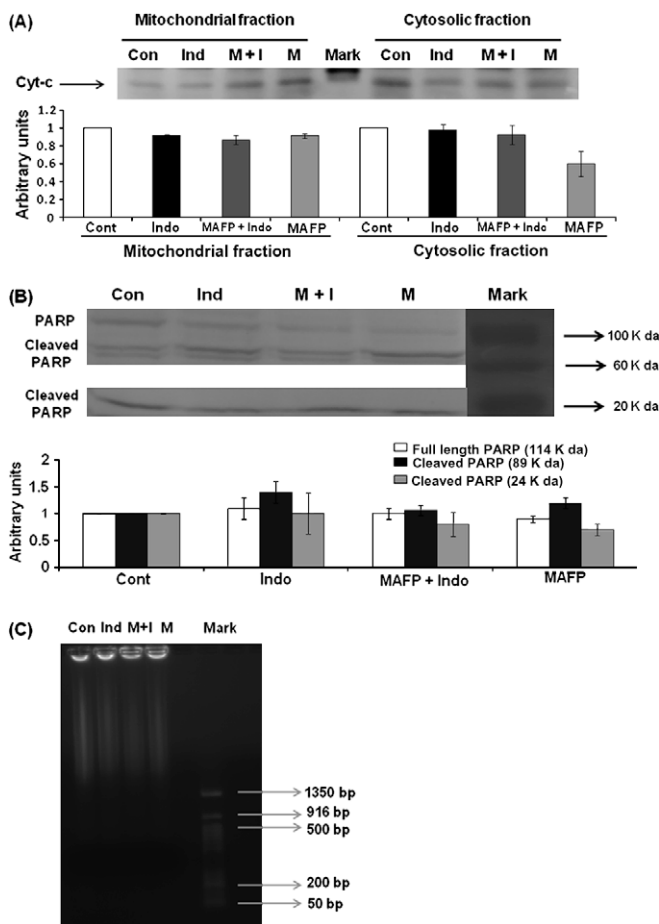 (A)
Mitochondrial fraction Cytosolic fraction
Con Ind M + I M Mark Con Ind M + I M
Cyt-c
Arbitrary units
1.2
1
0.8
0.6
0.4
0.2
0
Cont Indo MAFP + Indo MAFP Cont Indo MAFP + Indo MAFP
Mitochondrial fraction Cytosolic fraction
(B)
Con Ind M + I M Mark
PARP
100 K da
Cleaved
PARP
60 K da
Cleaved
PARP
20 K da
Full length PARP (114 K da)
Cleaved PARP (89 K da)
Cleaved PARP (24 K da)
Arbitrary units
2
1.5
1
0.5
0
Cont Indo MAFP + Indo MAFP
(C)
Con Ind M+I M Mark
1350 bp
916 bp
500 bp
200 bp
50 bp